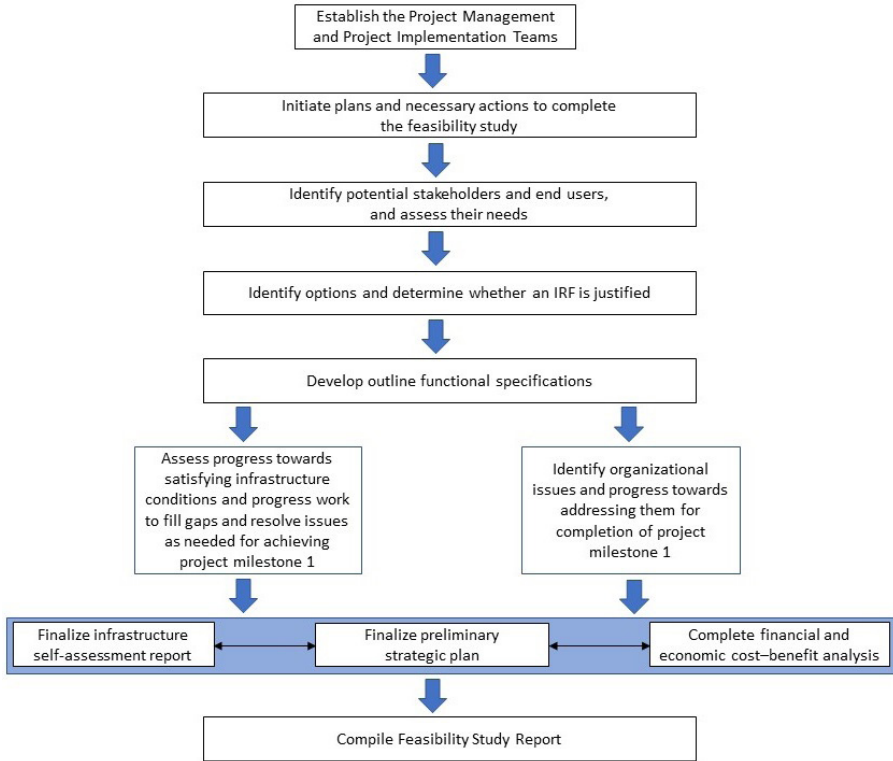 Establish the Project Management
and Project Implementation Teams
Initiate plans and necessary actions to complete
the feasibility study
Identify potential stakeholders and end users,
and assess their needs
Identify options and determine whether an IRF is justified
Develop outline functional specifications
Assess progress towards
satisfying infrastructure
conditions and progress work
to fill gaps and resolve issues
as needed for achieving
project milestone 1
Identify organizational
issues and progress towards
addressing them for
completion of project
milestone 1
Finalize infrastructure
self-assessment report
Finalize preliminary
strategic plan
Complete financial and
economic cost–benefit analysis
Compile Feasibility Study Report